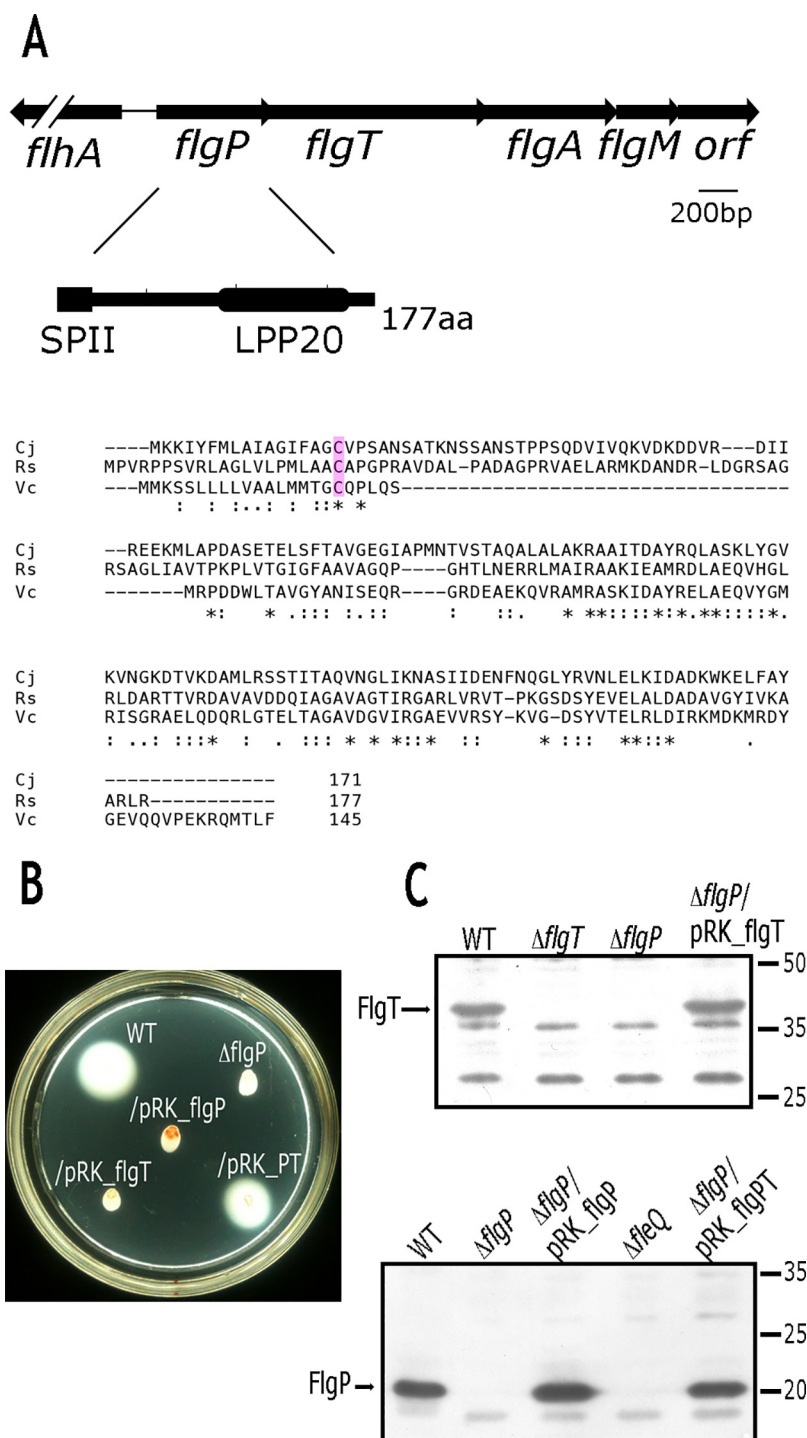 A
flhA flgP flgT flgA flgM orf
200bp
SPII LPP20 177aa
Cj ----MKKIYFMLAIAGIFAGCVPSANSATKNSSANSTPPSQDVIVQKVDKDDVR---DII
Rs MPVRPPSVRLAGLVLPMLAACAPGPRAVDAL-PADAGPRVAELARMKDANDR-LDGRSAG
Vc ---MMKSSLLLLVAALMMTGCQPLQS----------------------------------
: : :..: : ::* *
Cj --REEKMLAPDASETELSFTAVGEGIAPMNTVSTAQALALAKRAAITDAYRQLASKLYGV
Rs RSAGLIAVTPKPLVTGIGFAAVAGQP----GHTLNERRLMAIRAAKIEAMRDLAEQVHGL
Vc -------MRPDDWLTAVGYANISEQR----GRDEAEKQVRAMRASKIDAYRELAEQVYGM
*: * .::: : :: : :. * **:::*:*.**::::*.
Cj KVNGKDTVKDAMLRSSTITAQVNGLIKNASIIDENFNQGLYRVNLELKIDADKWKELFAY
Rs RLDARTTVRDAVAVDDQIAGAVAGTIRGARLVRVT-PKGSDSYEVELALDADAVGYIVKA
Vc RISGRAELQDQRLGTELTAGAVDGVIRGAEVVRSY-KVG-DSYVTELRLDIRKMDKMRDY
: ..: :::* : . ::: * * *::* :: * ::: **::* .
Cj --------------- 171
Rs ARLR----------- 177
Vc GEVQQVPEKRQMTLF 145
B
WT
ΔflgP
/pRK_flgP
/pRK_flgT
/pRK_PT
C
WT ΔflgT ΔflgP ΔflgP/
pRK_flgT
FlgT
50
35
25
WT ΔflgP ΔflgP/
pRK_flgP ΔfleQ ΔflgP/
pRK_flgPT
FlgP
35
25
20